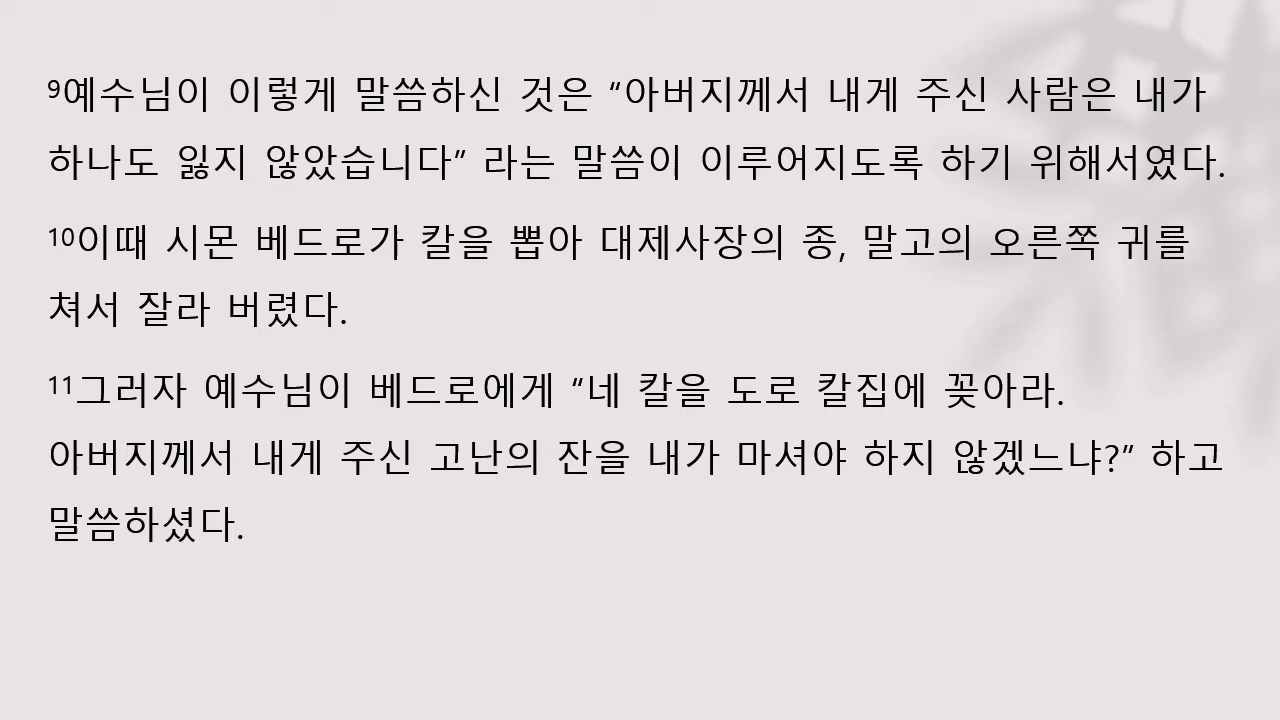 ⁹예수님이 이렇게 말씀하신 것은 “아버지께서 내게 주신 사람은 내가
하나도 잃지 않았습니다” 라는 말씀이 이루어지도록 하기 위해서였다.
¹⁰이때 시몬 베드로가 칼을 뽑아 대제사장의 종, 말고의 오른쪽 귀를
쳐서 잘라 버렸다.
¹¹그러자 예수님이 베드로에게 “네 칼을 도로 칼집에 꽂아라.
아버지께서 내게 주신 고난의 잔을 내가 마셔야 하지 않겠느냐?” 하고
말씀하셨다.